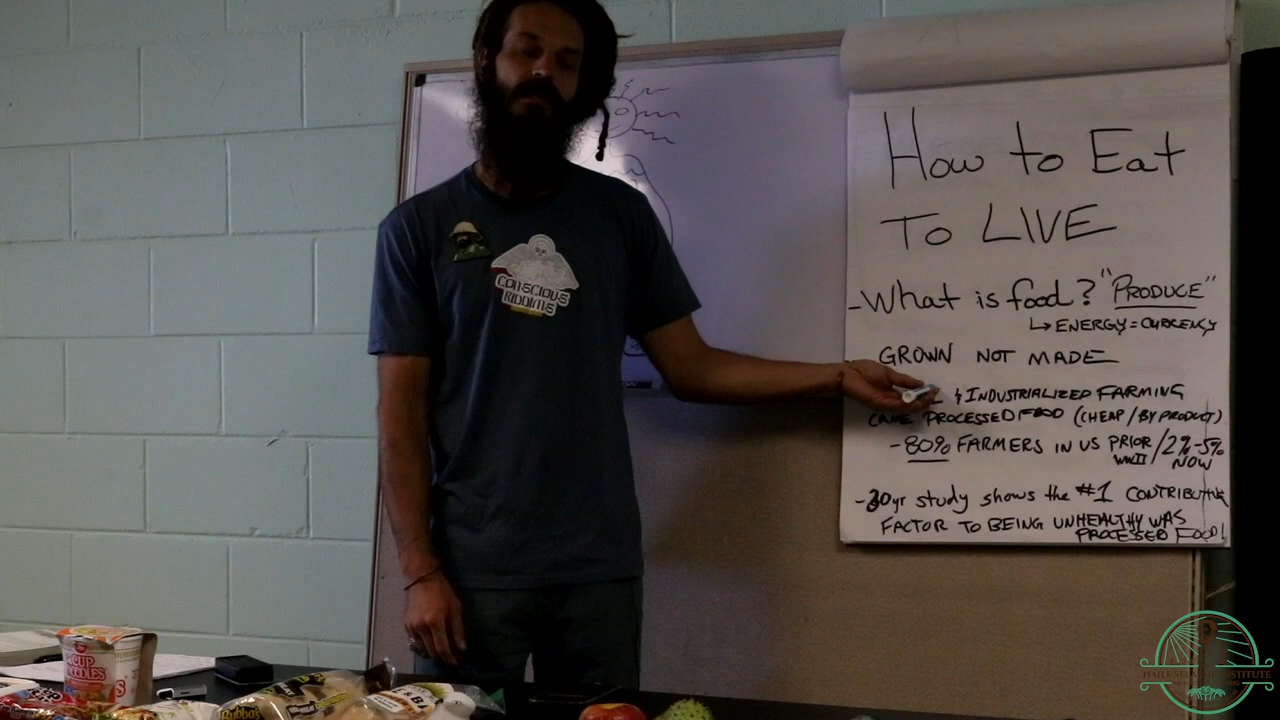 How to Eat
To LIVE
- What is food? "PRODUCE"
↳ ENERGY = CURRENCY
GROWN NOT MADE
& INDUSTRIALIZED FARMING
CAME PROCESSED FOOD (CHEAP / BY PRODUCT)
- 80% FARMERS IN US PRIOR WWII / 2%-5% NOW
- 30yr study shows the #1 CONTRIBUTING
FACTOR TO BEING UNHEALTHY WAS
PROCESSED FOOD!
CONSCIOUS
RIDDIMS
CUP
NOODLES
INSTITUTE